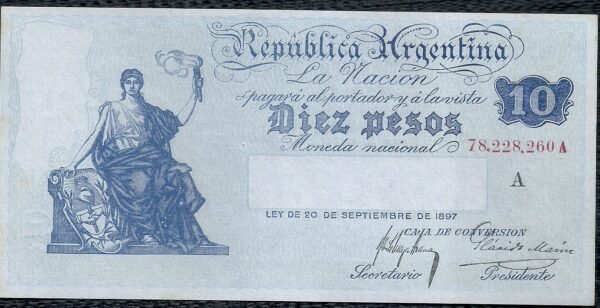 República Argentina
La Nación
pagará al portador y á la vista
Diez pesos
10
Moneda nacional
78.228.260 A
A
LEY DE 20 DE SEPTIEMBRE DE 1897
CAJA DE CONVERSION
Secretario
Presidente